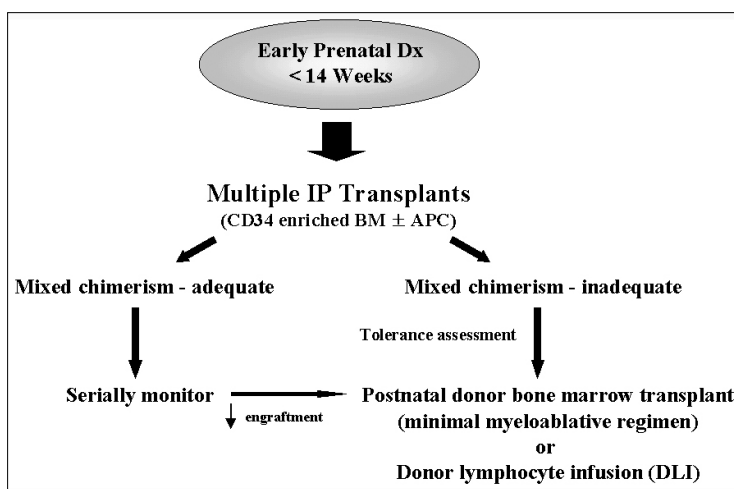 Early Prenatal Dx
< 14 Weeks
Multiple IP Transplants
(CD34 enriched BM ± APC)
Mixed chimerism - adequate
Mixed chimerism - inadequate
Tolerance assessment
Serially monitor
↓ engraftment
Postnatal donor bone marrow transplant
(minimal myeloablative regimen)
or
Donor lymphocyte infusion (DLI)